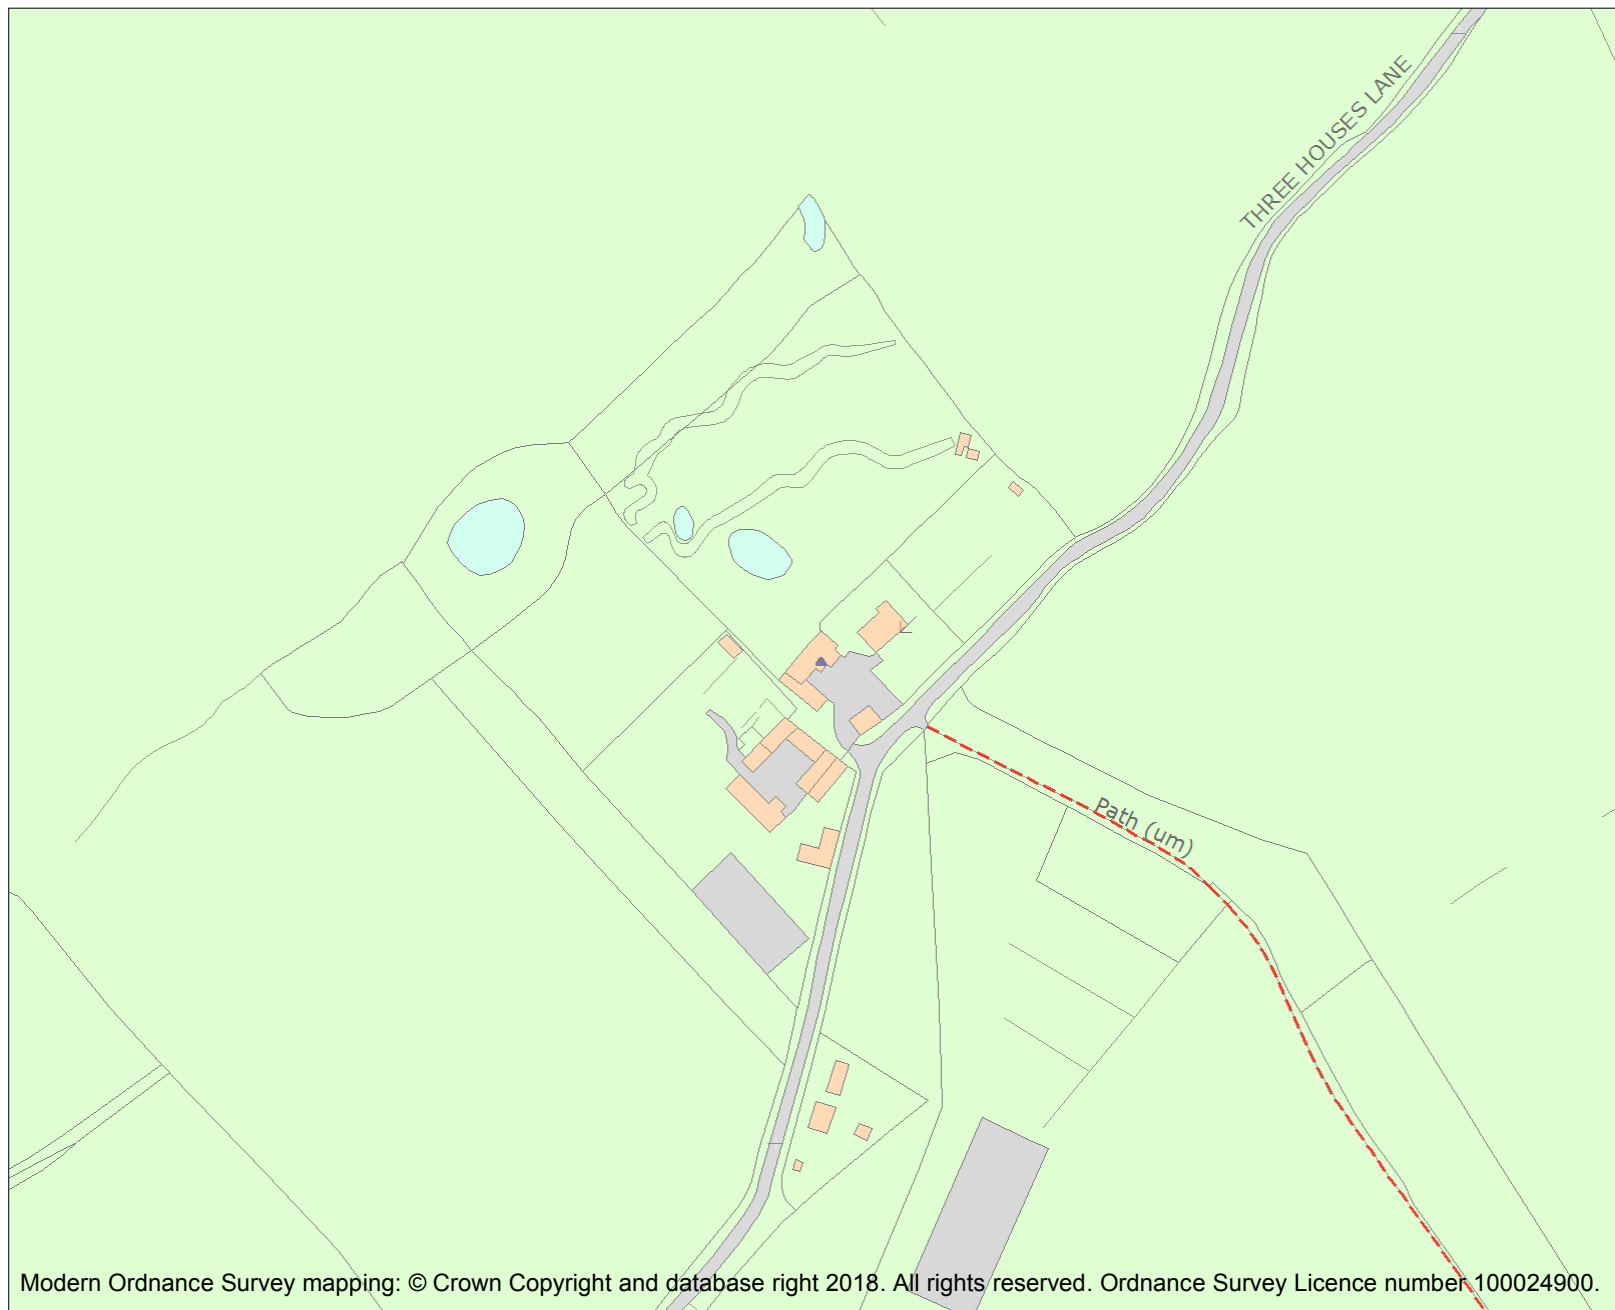 THREE HOUSES LANE
Path (um)
Modern Ordnance Survey mapping: © Crown Copyright and database right 2018. All rights reserved. Ordnance Survey Licence number 100024900.